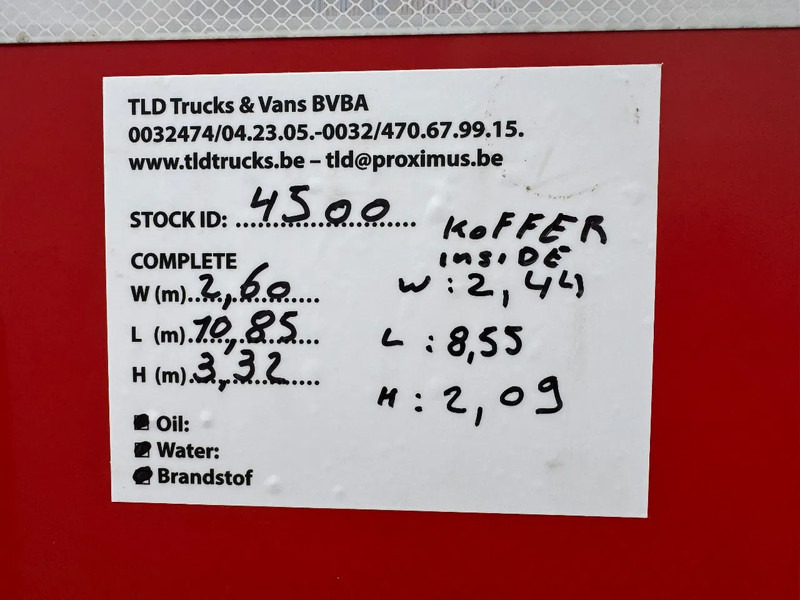 TLD Trucks & Vans BVBA
0032474/04.23.05.-0032/470.67.99.15.
www.tldtrucks.be – tld@proximus.be
STOCK ID: 4500
COMPLETE
W (m) 2,60
L (m) 10,85
H (m) 3,32
KOFFER
INSIDE
W: 2,44
L: 8,55
H: 2,09
Oil:
Water:
Brandstof